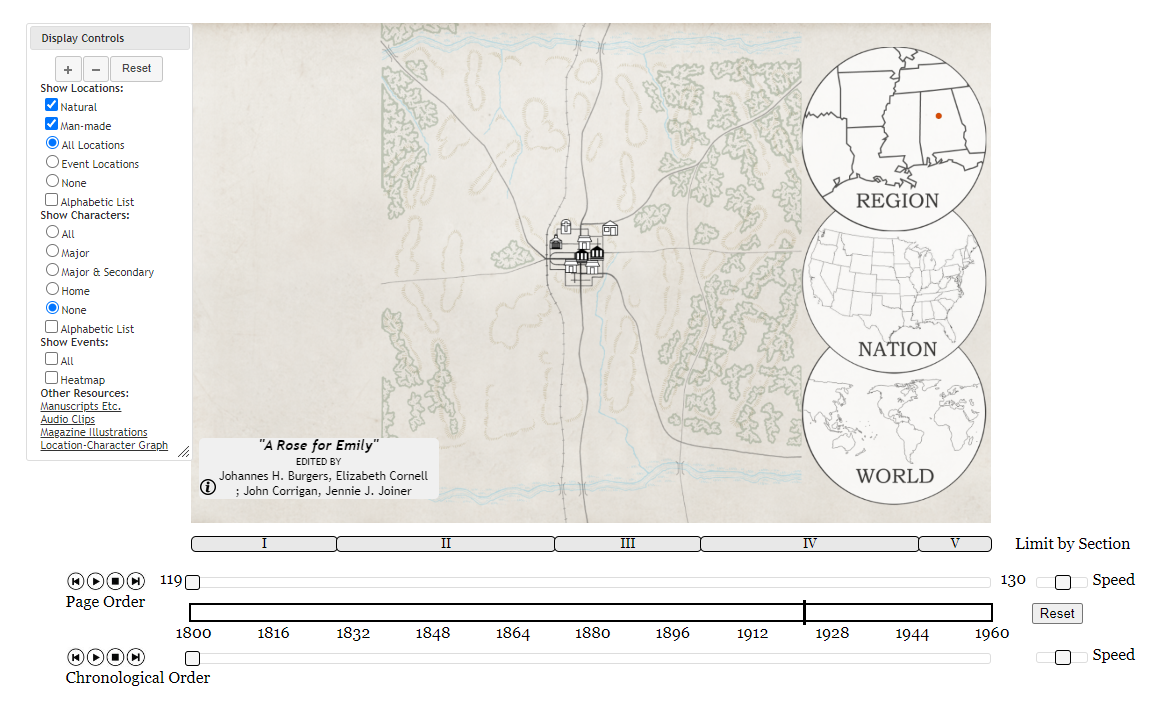 Display Controls
+ − Reset
Show Locations:
Natural
Man-made
All Locations
Event Locations
None
Alphabetic List
Show Characters:
All
Major
Major & Secondary
Home
None
Alphabetic List
Show Events:
All
Heatmap
Other Resources:
Manuscripts Etc.
Audio Clips
Magazine Illustrations
Location-Character Graph
REGION
NATION
WORLD
"A Rose for Emily"
EDITED BY
Johannes H. Burgers, Elizabeth Cornell
; John Corrigan, Jennie J. Joiner
I II III IV V Limit by Section
119 130 Speed
Page Order
Reset
1800 1816 1832 1848 1864 1880 1896 1912 1928 1944 1960
Speed
Chronological Order